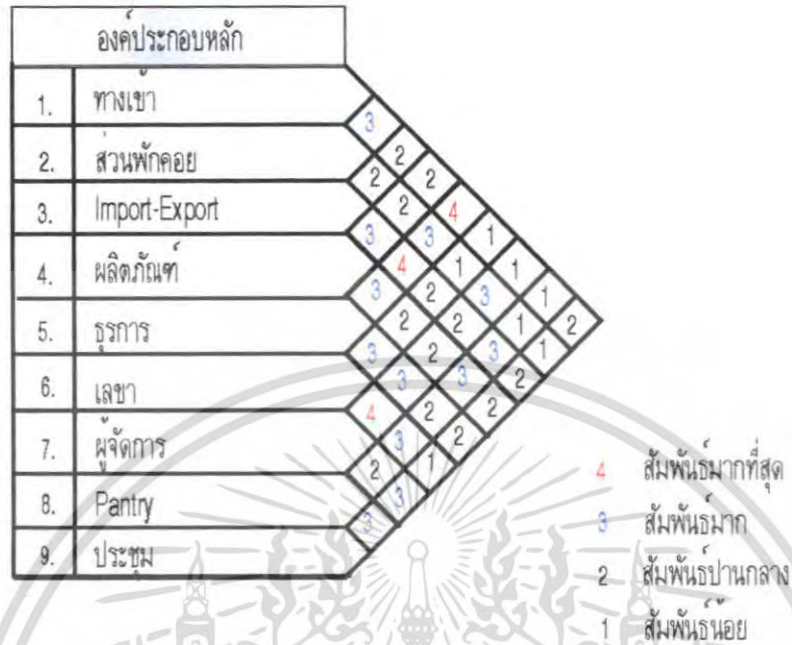 องค์ประกอบหลัก
1. ทางเข้า
3
2. ส่วนพักคอย
2
2 2
3. Import-Export
2 4
3 3 1
4. ผลิตภัณฑ์
4 1 1
3 2 3 1
5. ธุรการ
2 2 1 2
3 2 3 1
6. เลขา
3 3 2
4 2 2
7. ผู้จัดการ
3 2
2 1
8. Pantry
3
3
9. ประชุม
4 สัมพันธ์มากที่สุด
3 สัมพันธ์มาก
2 สัมพันธ์ปานกลาง
1 สัมพันธ์น้อย